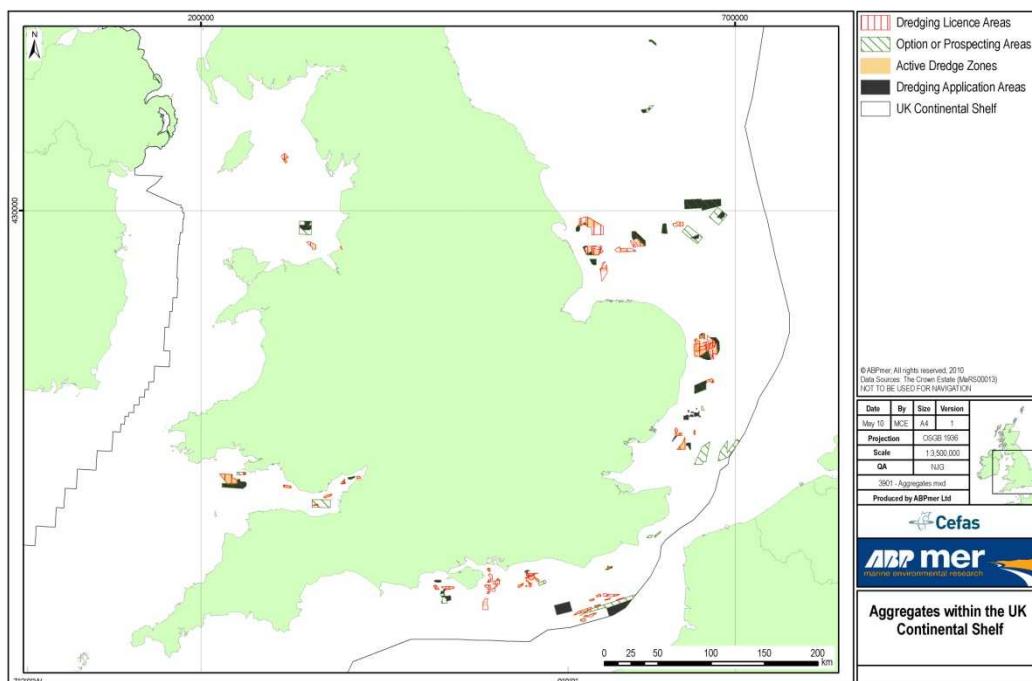 200000
700000
N
430000
0 25 50 100 150 200
km
Dredging Licence Areas
Option or Prospecting Areas
Active Dredge Zones
Dredging Application Areas
UK Continental Shelf
© ABPmer, All rights reserved, 2010
Data Sources: The Crown Estate (MaRS00013)
NOT TO BE USED FOR NAVIGATION
Date By Size Version
May 10 MCE A4 1
Projection OSGB 1936
Scale 1:3,500,000
QA NJG
3901 - Aggregates.mxd
Produced by ABPmer Ltd
Cefas
ABP mer
marine environmental research
Aggregates within the UK
Continental Shelf